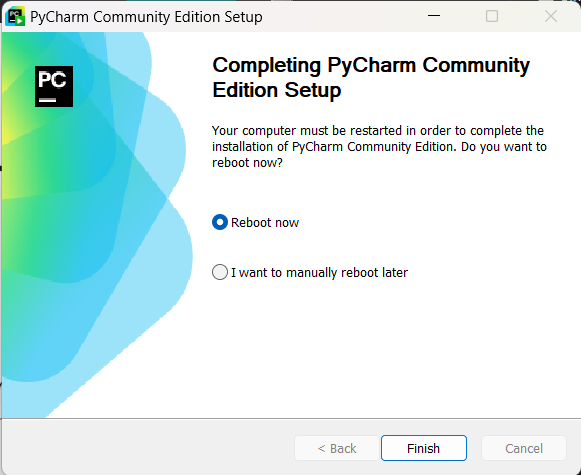 PyCharm Community Edition Setup
PC
Completing PyCharm Community
Edition Setup
Your computer must be restarted in order to complete the
installation of PyCharm Community Edition. Do you want to
reboot now?
Reboot now
I want to manually reboot later
< Back
Finish
Cancel